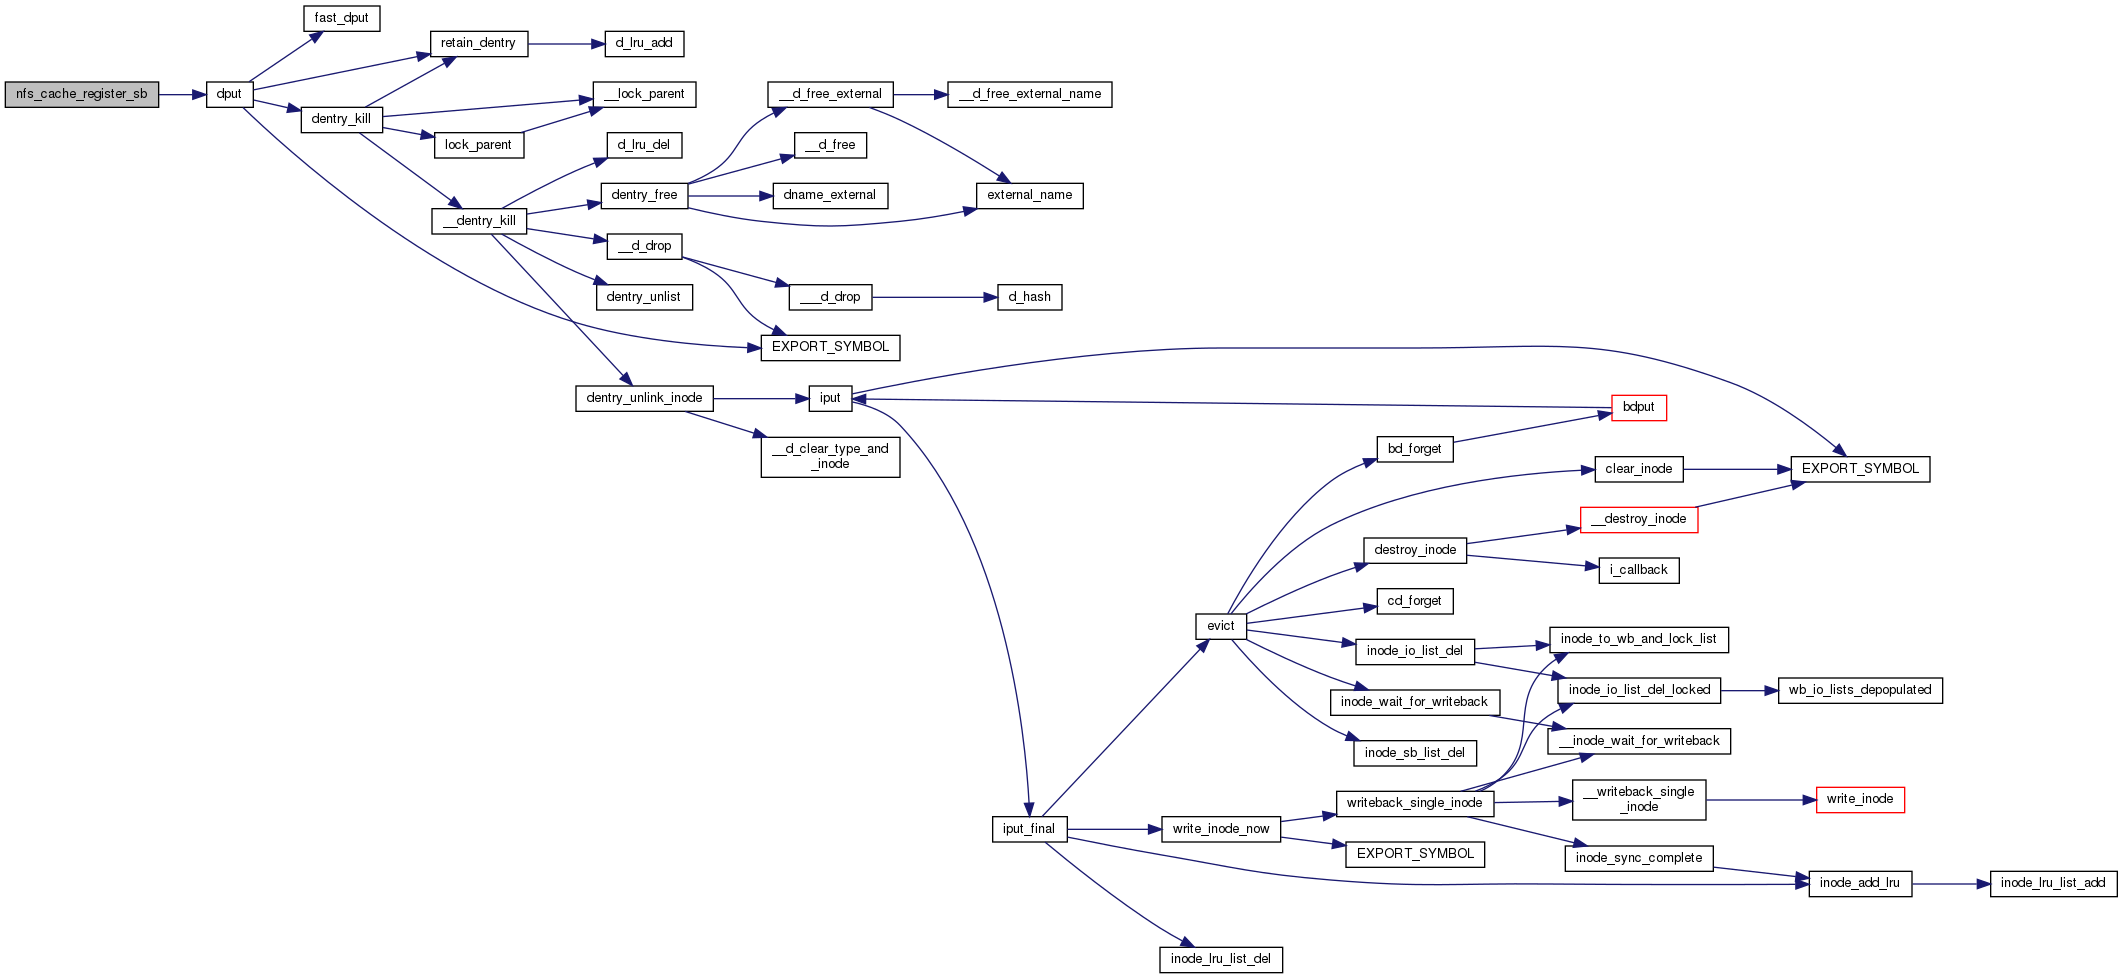 fast_dput
retain_dentry
d_lru_add
nfs_cache_register_sb
dput
__lock_parent
__d_free_external
__d_free_external_name
dentry_kill
lock_parent
d_lru_del
__d_free
dentry_free
dname_external
external_name
__dentry_kill
__d_drop
dentry_unlist
___d_drop
d_hash
EXPORT_SYMBOL
dentry_unlink_inode
iput
bdput
__d_clear_type_and
_inode
bd_forget
clear_inode
EXPORT_SYMBOL
__destroy_inode
destroy_inode
i_callback
cd_forget
evict
inode_to_wb_and_lock_list
inode_io_list_del
inode_io_list_del_locked
wb_io_lists_depopulated
inode_wait_for_writeback
__inode_wait_for_writeback
inode_sb_list_del
writeback_single_inode
__writeback_single
_inode
write_inode
iput_final
write_inode_now
EXPORT_SYMBOL
inode_sync_complete
inode_add_lru
inode_lru_list_add
inode_lru_list_del